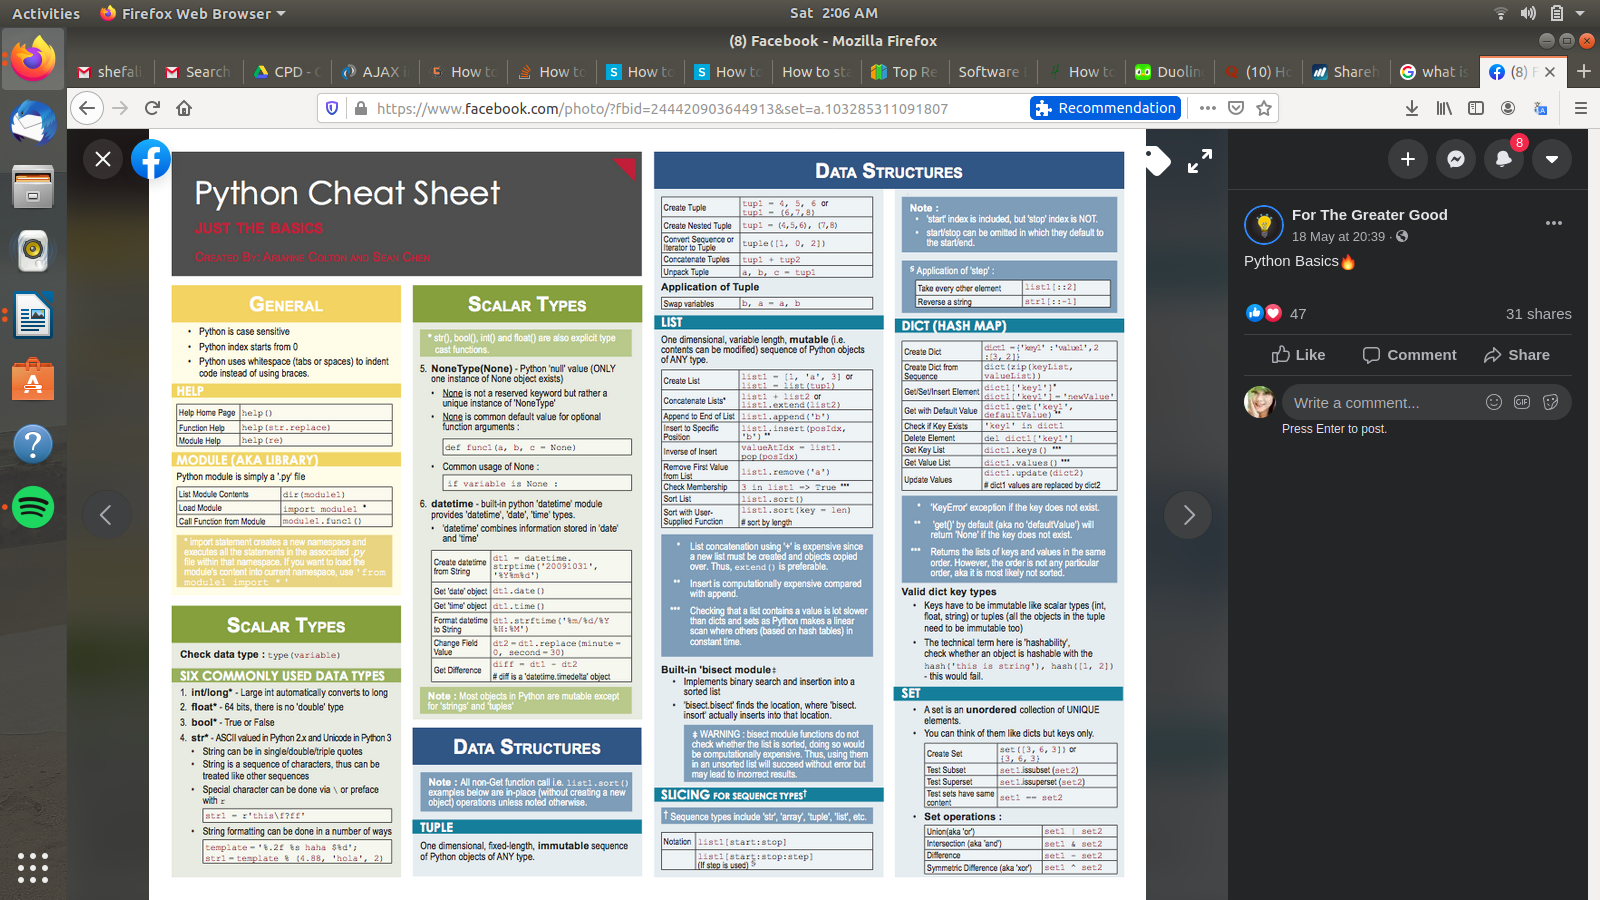 Activities
Firefox Web Browser
Sat 2:06 AM
(8) Facebook - Mozilla Firefox
shefal
Search
CPD - C
AJAX i
How to
How to
How to
How to
How to sta
Top Re
Software
How to
Duolin
(10) Ho
Shareh
what is
(8) F
https://www.facebook.com/photo/?fbid=244420903644913&set=a.103285311091807
Recommendation
Python Cheat Sheet
JUST THE BASICS
CREATED BY: ARIANNE COLTON AND SEAN CHEN
GENERAL
• Python is case sensitive
• Python index starts from 0
• Python uses whitespace (tabs or spaces) to indent
code instead of using braces.
HELP
Help Home Page help()
Function Help help(str.replace)
Module Help help(re)
MODULE (AKA LIBRARY)
Python module is simply a '.py' file
List Module Contents dir(module1)
Load Module import module1 *
Call Function from Module module1.func1()
* import statement creates a new namespace and
executes all the statements in the associated .py
file within that namespace. If you want to load the
module's content into current namespace, use 'from
module1 import * '
SCALAR TYPES
Check data type : type(variable)
SIX COMMONLY USED DATA TYPES
1. int/long* - Large int automatically converts to long
2. float* - 64 bits, there is no 'double' type
3. bool* - True or False
4. str* - ASCII valued in Python 2.x and Unicode in Python 3
• String can be in single/double/triple quotes
• String is a sequence of characters, thus can be
treated like other sequences
• Special character can be done via \ or preface
with r
str1 = r'this\f?ff'
• String formatting can be done in a number of ways
template = '%.2f %s haha $%d';
str1 = template % (4.88, 'hola', 2)
SCALAR TYPES
* str(), bool(), int() and float() are also explicit type
cast functions.
5. NoneType(None) - Python 'null' value (ONLY
one instance of None object exists)
• None is not a reserved keyword but rather a
unique instance of 'NoneType'
• None is common default value for optional
function arguments :
def func1(a, b, c = None)
• Common usage of None :
if variable is None :
6. datetime - built-in python 'datetime' module
provides 'datetime', 'date', 'time' types.
• 'datetime' combines information stored in 'date'
and 'time'
Create datetime from String dt1 = datetime.strptime('20091031', '%Y%m%d')
Get 'date' object dt1.date()
Get 'time' object dt1.time()
Format datetime to String dt1.strftime('%m/%d/%Y %H:%M')
Change Field Value dt2 = dt1.replace(minute = 0, second = 30)
Get Difference diff = dt1 - dt2
# diff is a 'datetime.timedelta' object
Note : Most objects in Python are mutable except
for 'strings' and 'tuples'
DATA STRUCTURES
Note : All non-Get function call i.e. list1.sort()
examples below are in-place (without creating a new
object) operations unless noted otherwise.
TUPLE
One dimensional, fixed-length, immutable sequence
of Python objects of ANY type.
DATA STRUCTURES
Create Tuple tup1 = 4, 5, 6 or
tup1 = (6,7,8)
Create Nested Tuple tup1 = (4,5,6), (7,8)
Convert Sequence or Iterator to Tuple tuple([1, 0, 2])
Concatenate Tuples tup1 + tup2
Unpack Tuple a, b, c = tup1
Application of Tuple
Swap variables b, a = a, b
LIST
One dimensional, variable length, mutable (i.e.
contents can be modified) sequence of Python objects
of ANY type.
Create List list1 = [1, 'a', 3] or
list1 = list(tup1)
Concatenate Lists* list1 + list2 or
list1.extend(list2)
Append to End of List list1.append('b')
Insert to Specific Position list1.insert(posIdx, 'b') **
Inverse of Insert valueAtIdx = list1.pop(posIdx)
Remove First Value from List list1.remove('a')
Check Membership 3 in list1 => True ***
Sort List list1.sort()
Sort with User-Supplied Function list1.sort(key = len)
# sort by length
* List concatenation using '+' is expensive since
a new list must be created and objects copied
over. Thus, extend() is preferable.
** Insert is computationally expensive compared
with append.
*** Checking that a list contains a value is lot slower
than dicts and sets as Python makes a linear
scan where others (based on hash tables) in
constant time.
Built-in 'bisect module‡
• Implements binary search and insertion into a
sorted list
• 'bisect.bisect' finds the location, where 'bisect.
insort' actually inserts into that location.
‡ WARNING : bisect module functions do not
check whether the list is sorted, doing so would
be computationally expensive. Thus, using them
in an unsorted list will succeed without error but
may lead to incorrect results.
SLICING FOR SEQUENCE TYPES†
† Sequence types include 'str', 'array', 'tuple', 'list', etc.
Notation list1[start:stop]
list1[start:stop:step]
(If step is used) §
Note :
• 'start' index is included, but 'stop' index is NOT.
• start/stop can be omitted in which they default to
the start/end.
§ Application of 'step' :
Take every other element list1[::2]
Reverse a string str1[::-1]
DICT (HASH MAP)
Create Dict dict1 ={'key1' :'value1',2 :[3, 2]}
Create Dict from Sequence dict(zip(keyList, valueList))
Get/Set/Insert Element dict1['key1']*
dict1['key1'] = 'newValue'
Get with Default Value dict1.get('key1', defaultValue) **
Check if Key Exists 'key1' in dict1
Delete Element del dict1['key1']
Get Key List dict1.keys() ***
Get Value List dict1.values() ***
Update Values dict1.update(dict2)
# dict1 values are replaced by dict2
* 'KeyError' exception if the key does not exist.
** 'get()' by default (aka no 'defaultValue') will
return 'None' if the key does not exist.
*** Returns the lists of keys and values in the same
order. However, the order is not any particular
order, aka it is most likely not sorted.
Valid dict key types
• Keys have to be immutable like scalar types (int,
float, string) or tuples (all the objects in the tuple
need to be immutable too)
• The technical term here is 'hashability',
check whether an object is hashable with the
hash('this is string'), hash([1, 2])
- this would fail.
SET
• A set is an unordered collection of UNIQUE
elements.
• You can think of them like dicts but keys only.
Create Set set([3, 6, 3]) or
{3, 6, 3}
Test Subset set1.issubset (set2)
Test Superset set1.issuperset (set2)
Test sets have same content set1 == set2
• Set operations :
Union(aka 'or') set1 | set2
Intersection (aka 'and') set1 & set2
Difference set1 - set2
Symmetric Difference (aka 'xor') set1 ^ set2
8
For The Greater Good
18 May at 20:39 ·
Python Basics🔥
47
31 shares
Like
Comment
Share
Write a comment...
GIF
Press Enter to post.